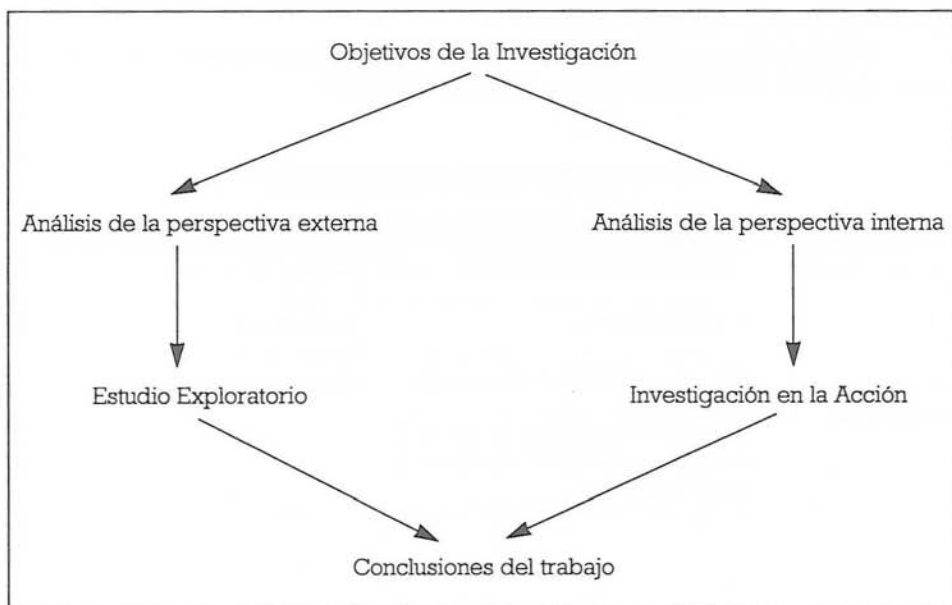 Objetivos de la Investigación
Análisis de la perspectiva externa
Análisis de la perspectiva interna
Estudio Exploratorio
Investigación en la Acción
Conclusiones del trabajo